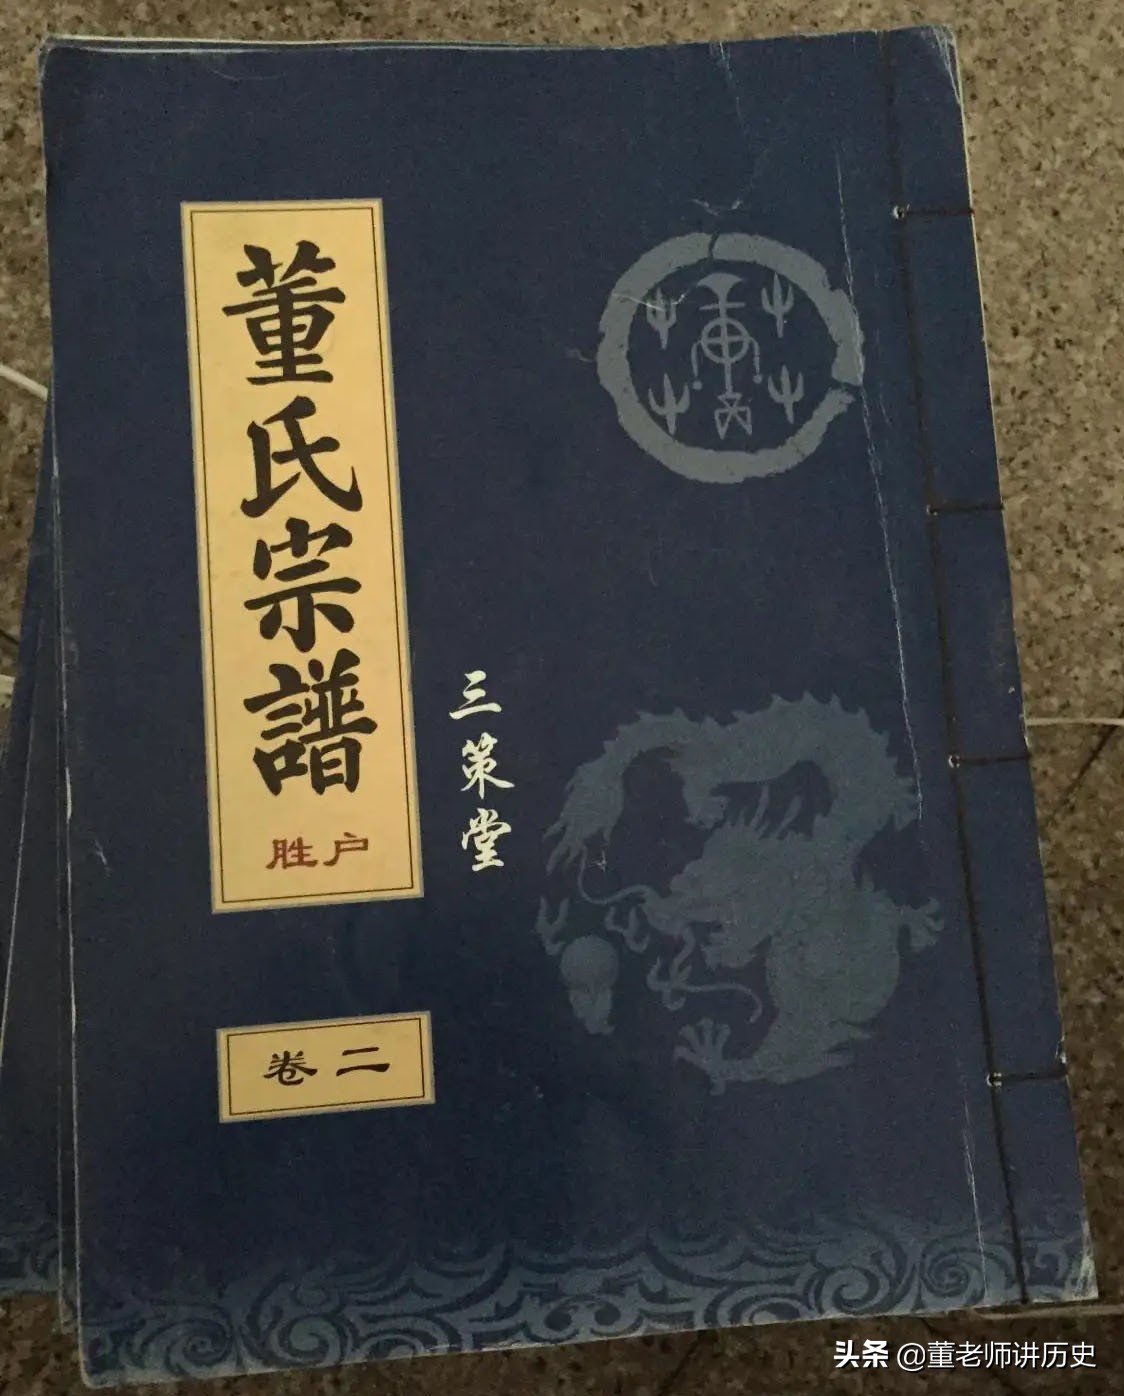 董氏宗譜
胜户
三策堂
卷二
头条 @董老师讲历史